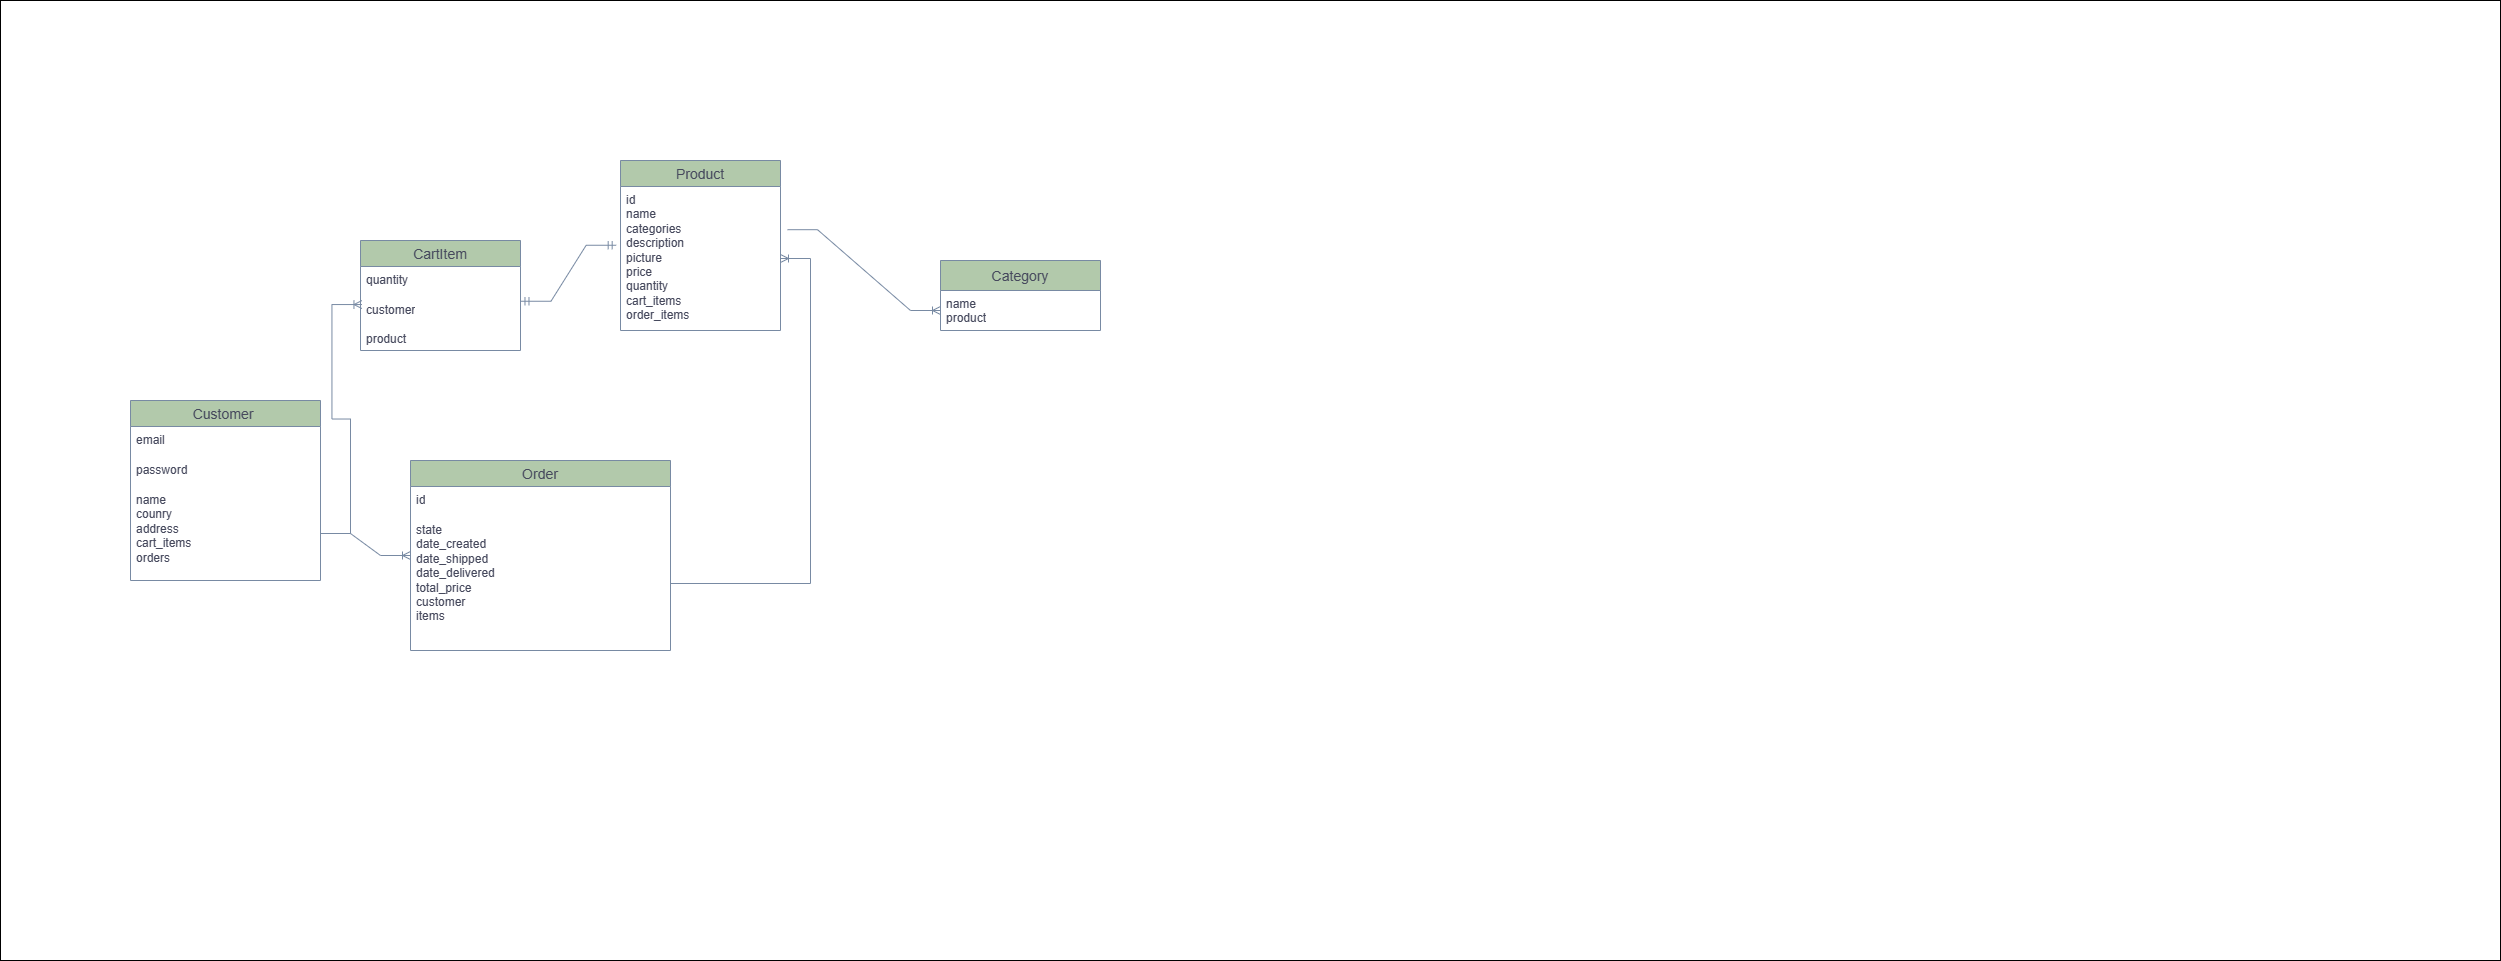 Product
id
name
categories
description
picture
price
quantity
cart_items
order_items
CartItem
quantity
customer
product
Category
name
product
Customer
email
password
name
counry
address
cart_items
orders
Order
id
state
date_created
date_shipped
date_delivered
total_price
customer
items